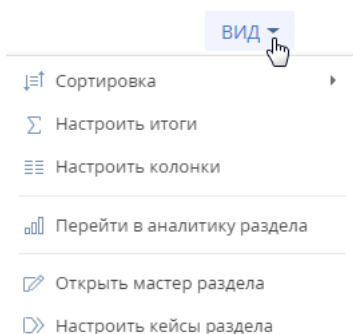 ВИД
Сортировка
Настроить итоги
Настроить колонки
Перейти в аналитику раздела
Открыть мастер раздела
Настроить кейсы раздела